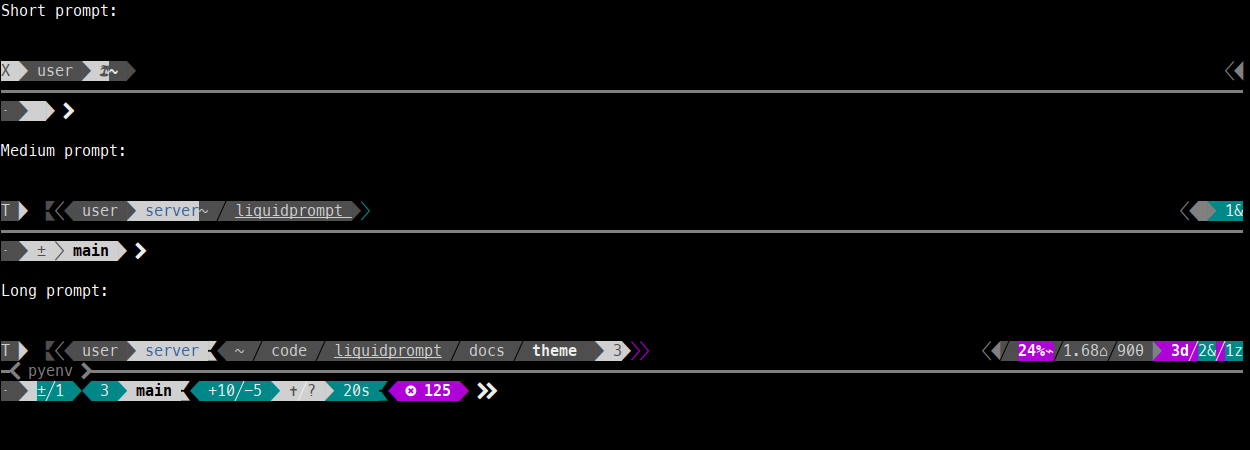 Short prompt:
X user ~
- ❯
Medium prompt:
T user server ~ liquidprompt 1&
- ± main ❯
Long prompt:
T user server ~ code liquidprompt docs theme 3 24%⌁ 1.68⌂ 900 3d/2&/1z
pyenv
- ±/1 3 main +10/-5 ✝/? 20s ⊗ 125 ❯❯